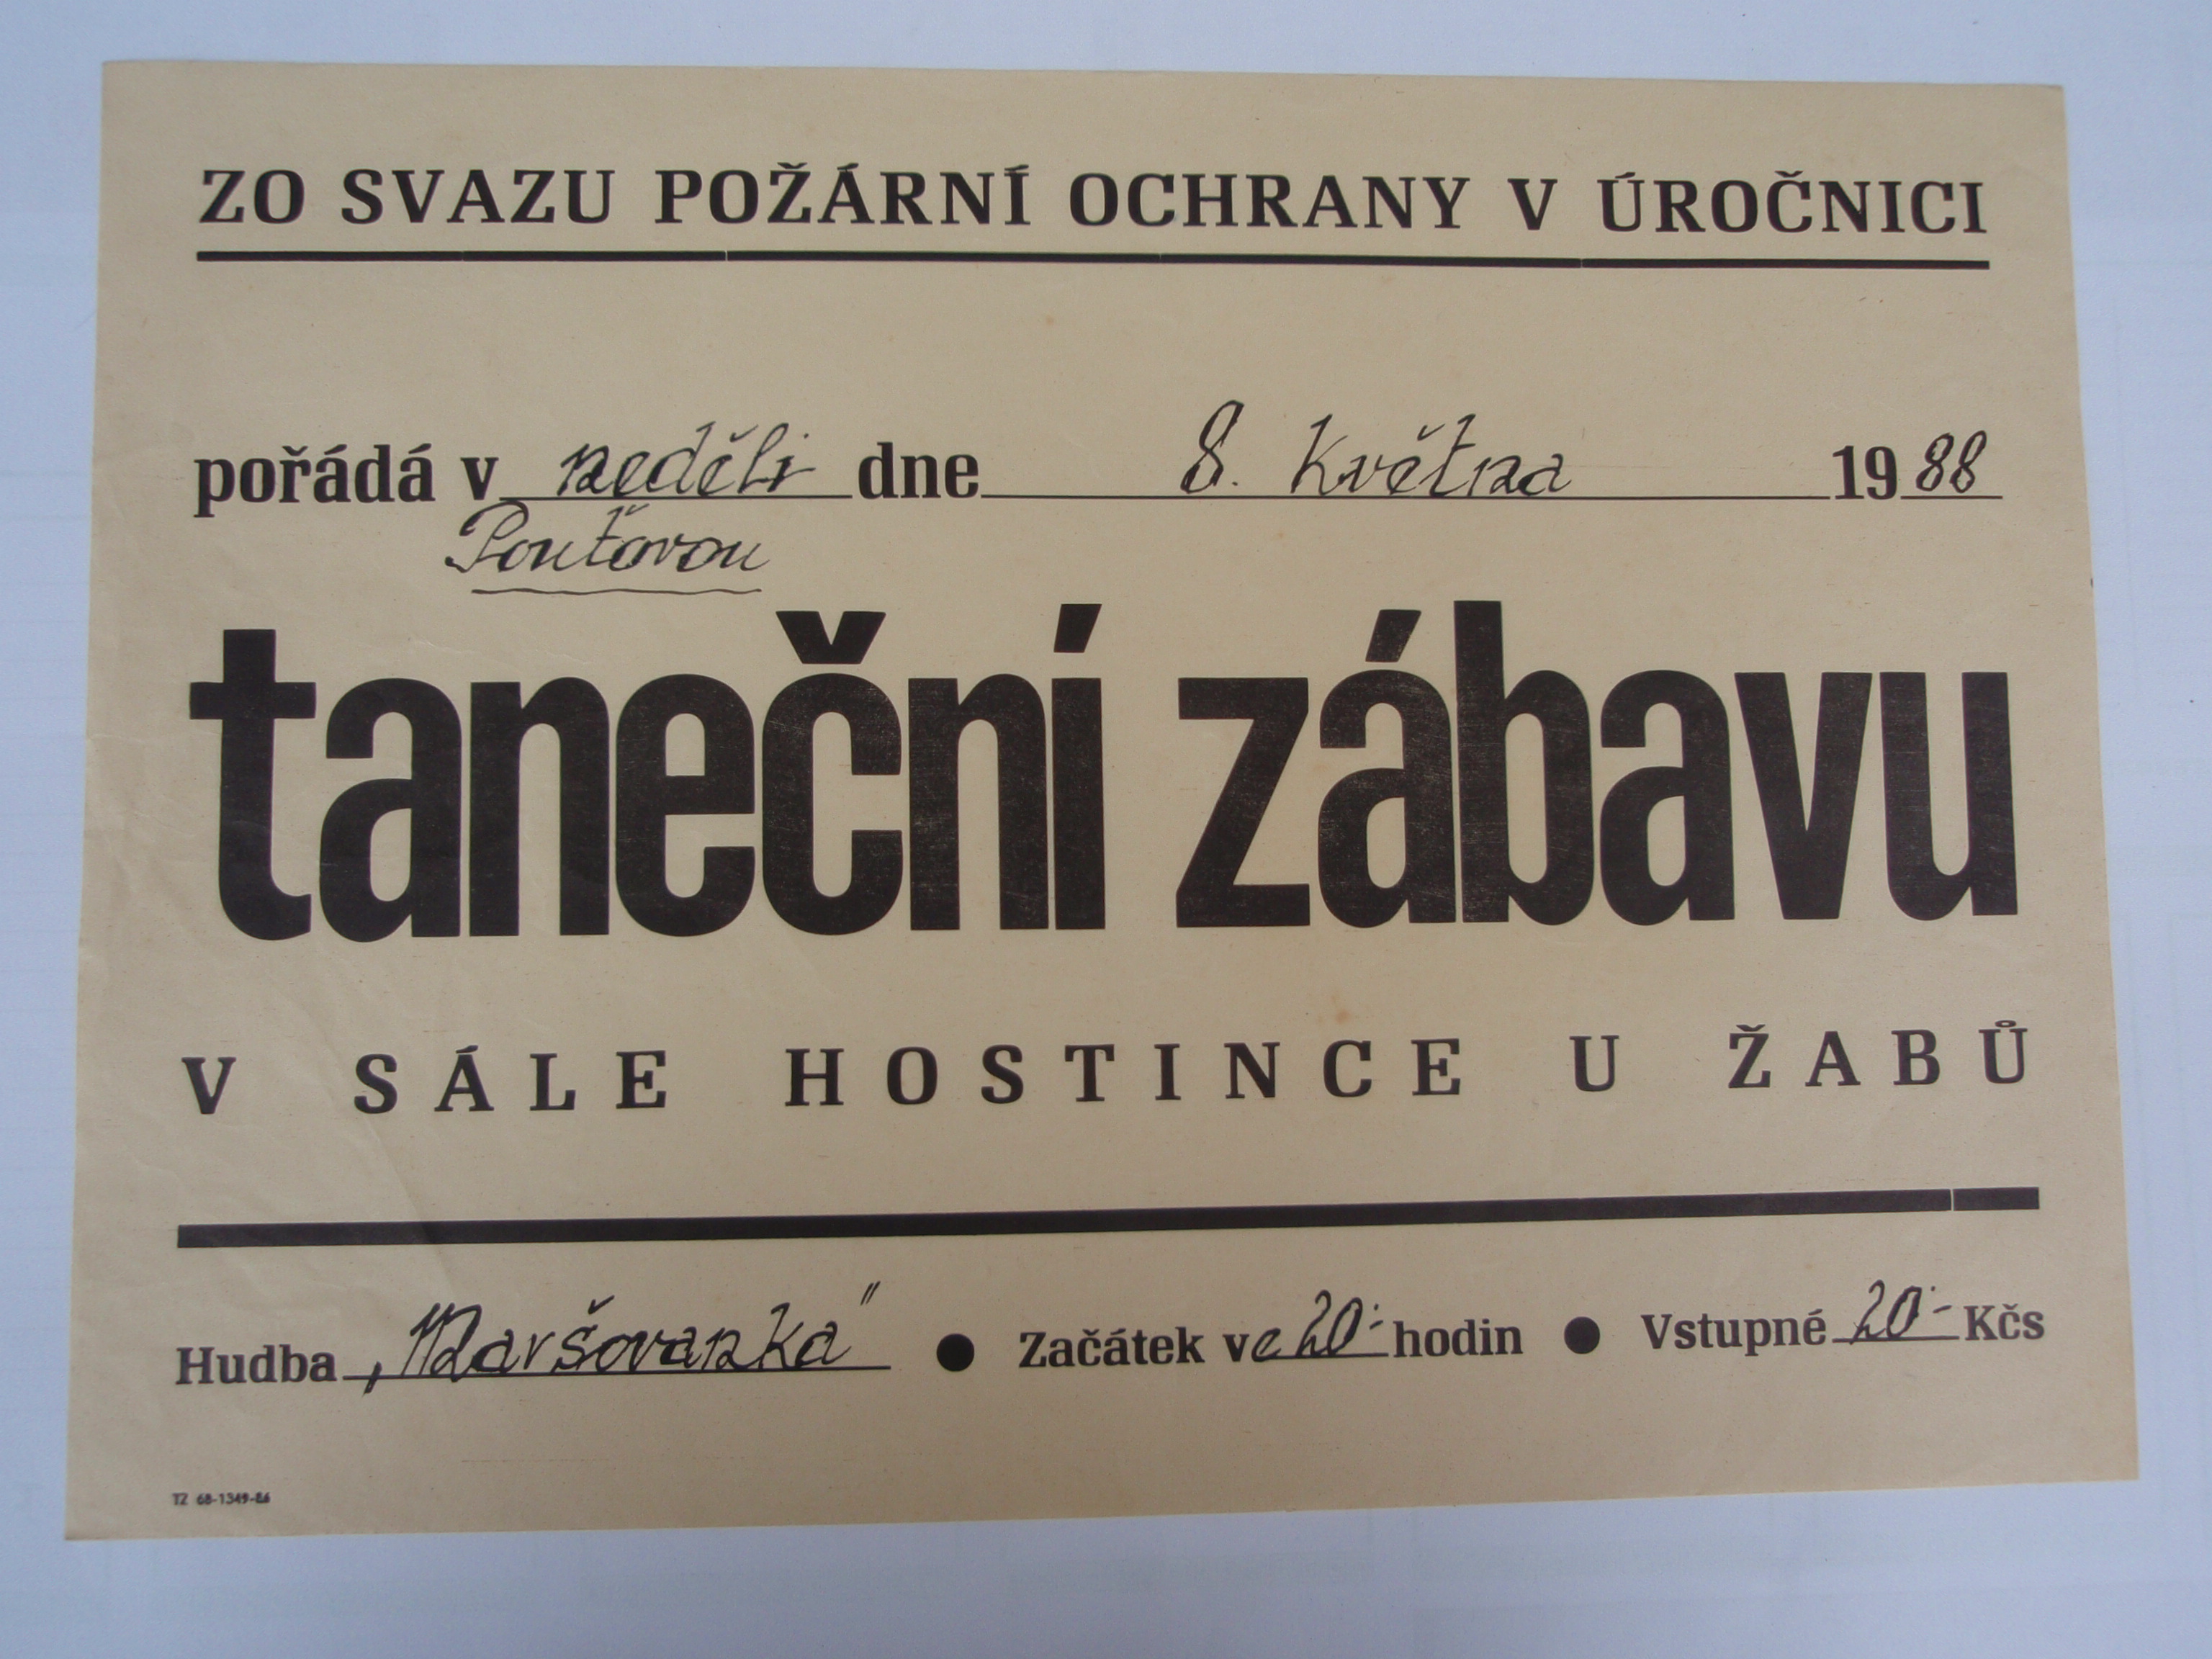 ZO SVAZU POŽÁRNÍ OCHRANY V ÚROČNICI
pořádá v neděli dne 8. Května 1988
Pouťovou
taneční zábavu
V SÁLE HOSTINCE U ŽABŮ
Hudba „Maršovanka" ● Začátek ve 20·- hodin ● Vstupné 20·- Kčs
TZ 68-1349-86